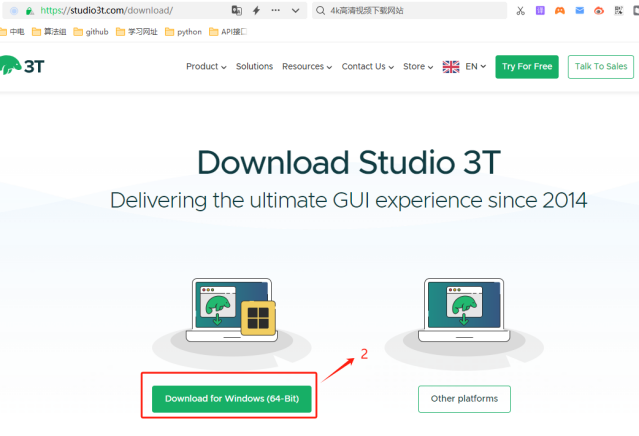 https://studio3t.com/download/
4k高清视频下载网站
中电 算法组 github 学习网址 python API接口
3T Product Solutions Resources Contact Us Store EN Try For Free Talk To Sales
Download Studio 3T
Delivering the ultimate GUI experience since 2014
2
Download for Windows (64-Bit) Other platforms